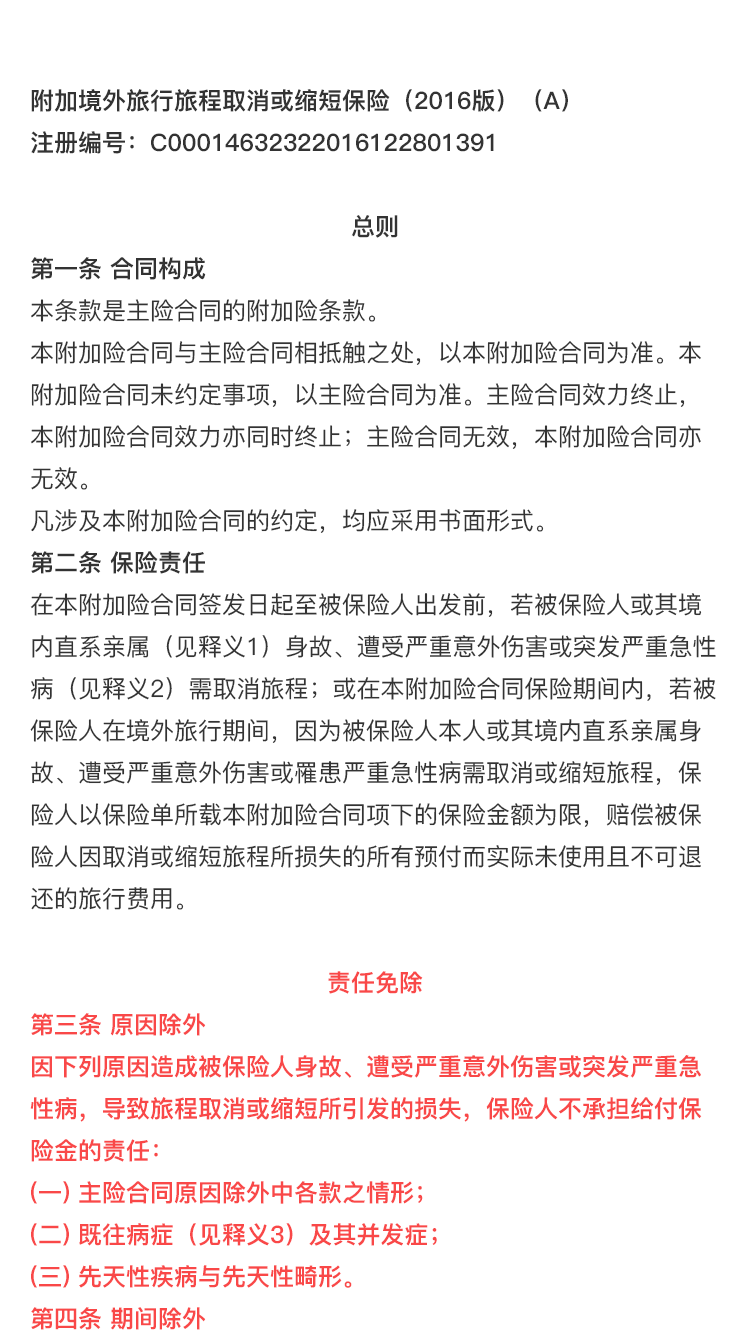 附加境外旅行旅程取消或缩短保险（2016版）（A）
注册编号：C00014632322016122801391
总则
第一条 合同构成
本条款是主险合同的附加险条款。
本附加险合同与主险合同相抵触之处，以本附加险合同为准。本
附加险合同未约定事项，以主险合同为准。主险合同效力终止，
本附加险合同效力亦同时终止；主险合同无效，本附加险合同亦
无效。
凡涉及本附加险合同的约定，均应采用书面形式。
第二条 保险责任
在本附加险合同签发日起至被保险人出发前，若被保险人或其境
内直系亲属（见释义1）身故、遭受严重意外伤害或突发严重急性
病（见释义2）需取消旅程；或在本附加险合同保险期间内，若被
保险人在境外旅行期间，因为被保险人本人或其境内直系亲属身
故、遭受严重意外伤害或罹患严重急性病需取消或缩短旅程，保
险人以保险单所载本附加险合同项下的保险金额为限，赔偿被保
险人因取消或缩短旅程所损失的所有预付而实际未使用且不可退
还的旅行费用。
责任免除
第三条 原因除外
因下列原因造成被保险人身故、遭受严重意外伤害或突发严重急
性病，导致旅程取消或缩短所引发的损失，保险人不承担给付保
险金的责任：
(一) 主险合同原因除外中各款之情形；
(二) 既往病症（见释义3）及其并发症；
(三) 先天性疾病与先天性畸形。
第四条 期间除外